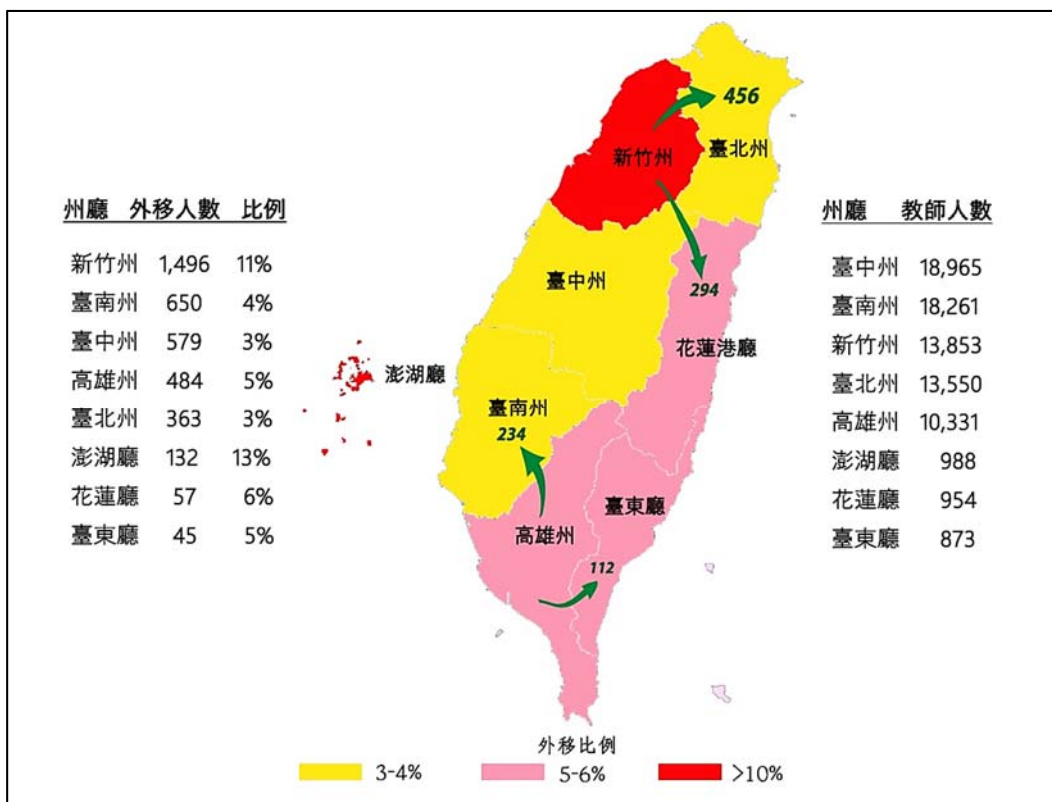 州廳 外移人數 比例
新竹州 1,496 11%
臺南州 650 4%
臺中州 579 3%
高雄州 484 5%
臺北州 363 3%
澎湖廳 132 13%
花蓮廳 57 6%
臺東廳 45 5%
456
新竹州
臺北州
臺中州
294
花蓮港廳
澎湖廳
臺南州
234
臺東廳
高雄州
112
州廳 教師人數
臺中州 18,965
臺南州 18,261
新竹州 13,853
臺北州 13,550
高雄州 10,331
澎湖廳 988
花蓮廳 954
臺東廳 873
外移比例
3-4% 5-6% >10%